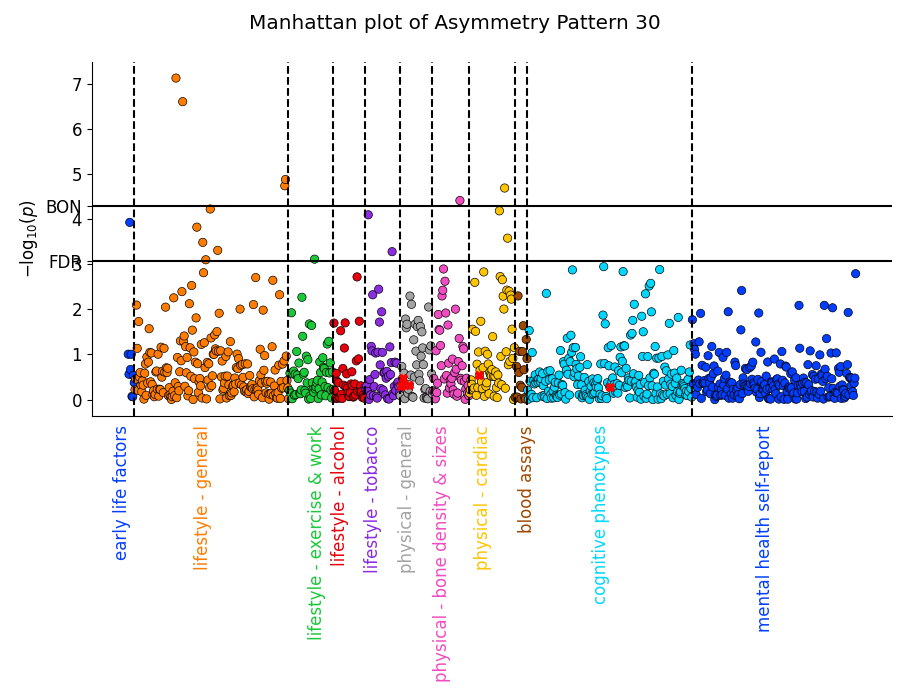 Manhattan plot of Asymmetry Pattern 30
−log₁₀(p)
7
6
5
BON
4
FDR
3
2
1
0
early life factors
lifestyle - general
lifestyle - exercise & work
lifestyle - alcohol
lifestyle - tobacco
physical - general
physical - bone density & sizes
physical - cardiac
blood assays
cognitive phenotypes
mental health self-report